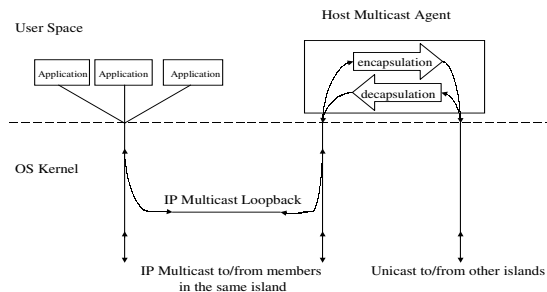 Host Multicast Agent
User Space
encapsulation
Application
Application
Application
decapsulation
OS Kernel
IP Multicast Loopback
IP Multicast to/from members
in the same island
Unicast to/from other islands